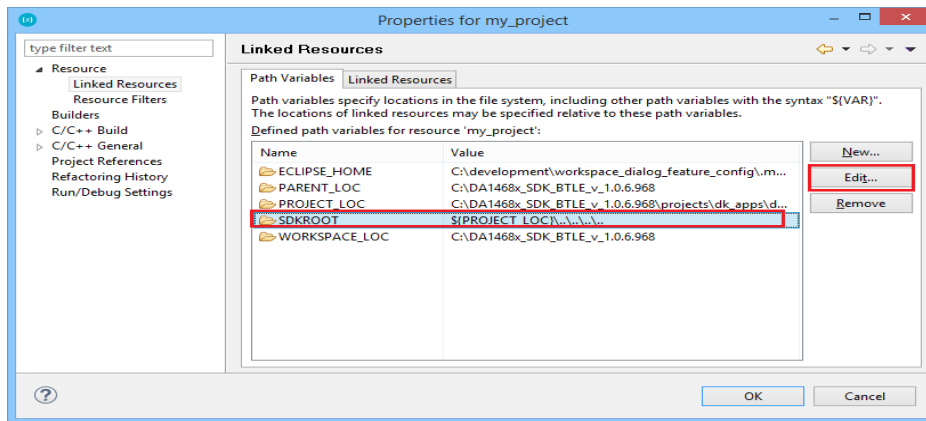 Properties for my_project
type filter text
Resource
Linked Resources
Resource Filters
Builders
C/C++ Build
C/C++ General
Project References
Refactoring History
Run/Debug Settings
Linked Resources
Path Variables Linked Resources
Path variables specify locations in the file system, including other path variables with the syntax "${VAR}".
The locations of linked resources may be specified relative to these path variables.
Defined path variables for resource 'my_project':
Name Value
ECLIPSE_HOME C:\development\workspace_dialog_feature_config\.m...
PARENT_LOC C:\DA1468x_SDK_BTLE_v_1.0.6.968
PROJECT_LOC C:\DA1468x_SDK_BTLE_v_1.0.6.968\projects\dk_apps\d...
SDKROOT ${PROJECT_LOC}\..\..\..\..
WORKSPACE_LOC C:\DA1468x_SDK_BTLE_v_1.0.6.968
New...
Edit...
Remove
OK Cancel